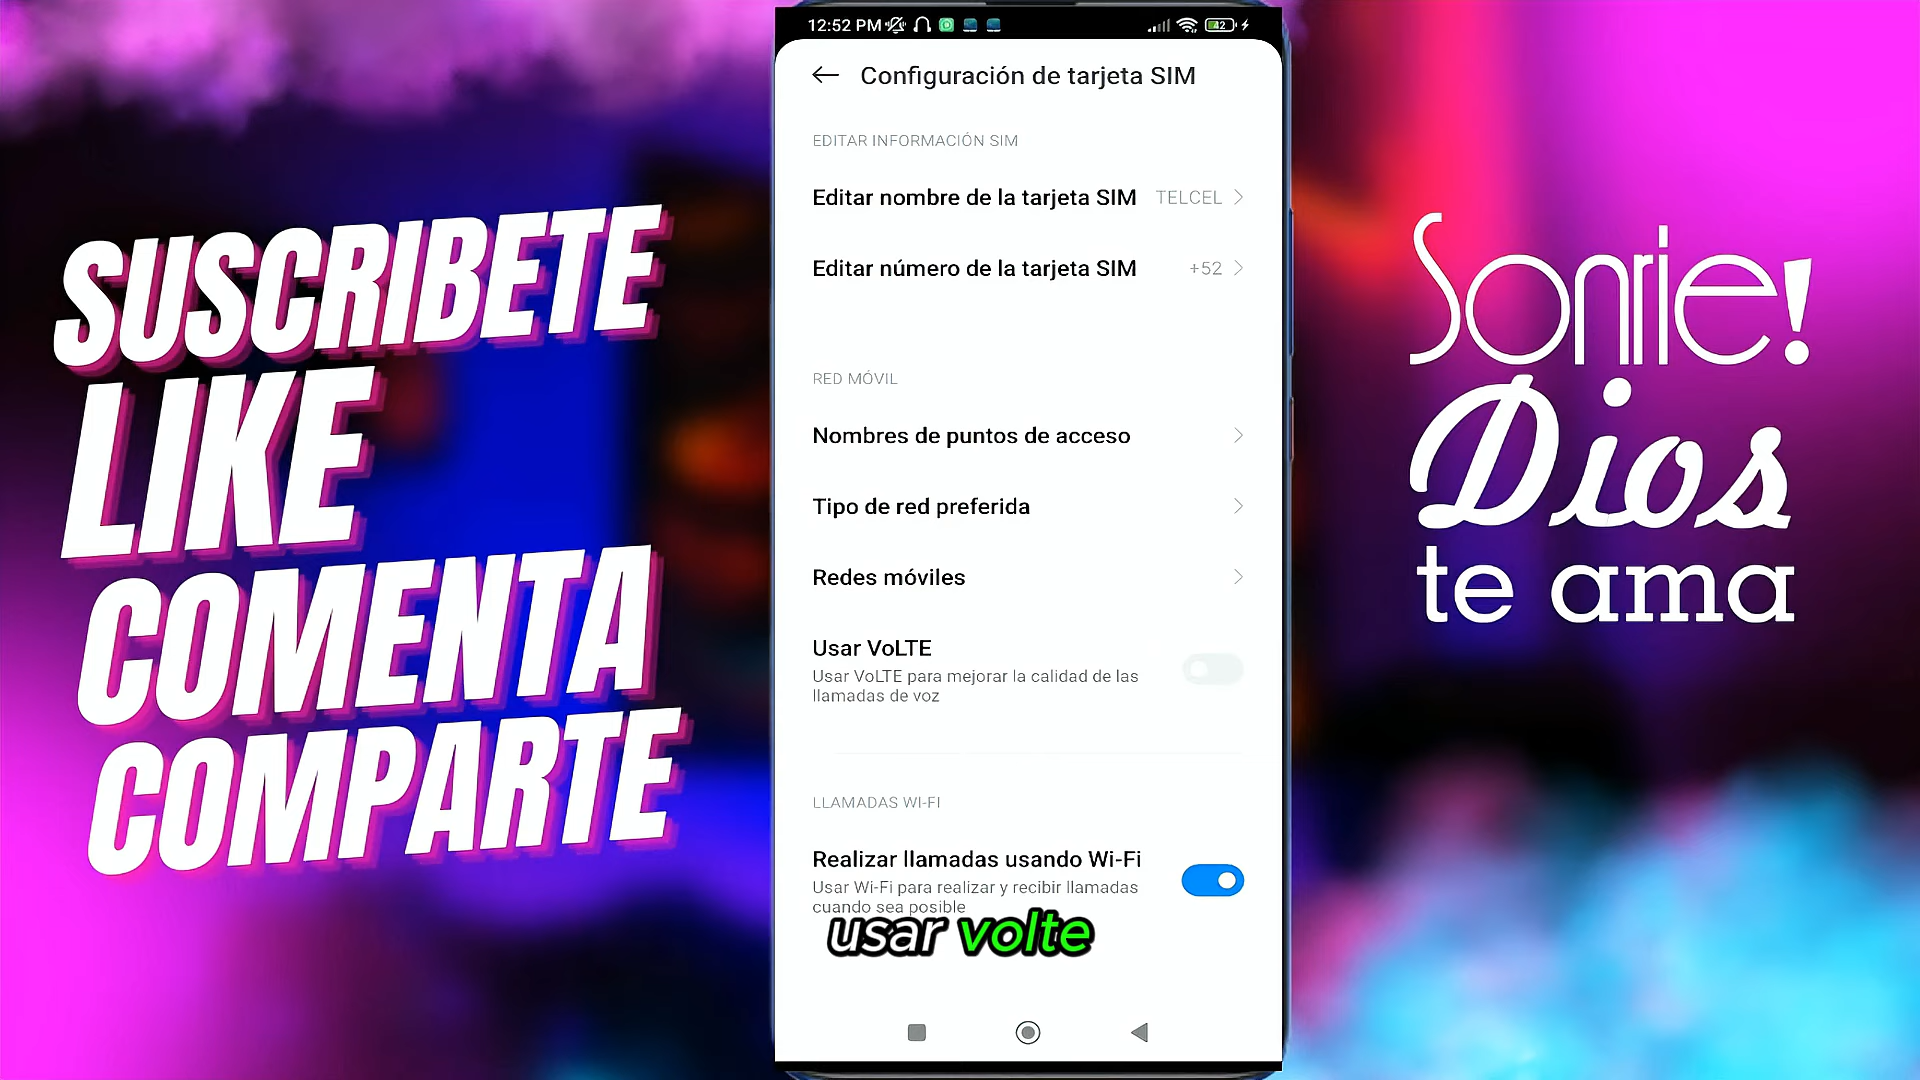 SUSCRIBETE
LIKE
COMENTA
COMPARTE
12:52 PM
42
Configuración de tarjeta SIM
EDITAR INFORMACIÓN SIM
Editar nombre de la tarjeta SIM TELCEL
Editar número de la tarjeta SIM +52
RED MÓVIL
Nombres de puntos de acceso
Tipo de red preferida
Redes móviles
Usar VoLTE
Usar VoLTE para mejorar la calidad de las
llamadas de voz
LLAMADAS WI-FI
Realizar llamadas usando Wi-Fi
Usar Wi-Fi para realizar y recibir llamadas
cuando sea posible
usar volte
Sonrie!
Dios
te ama